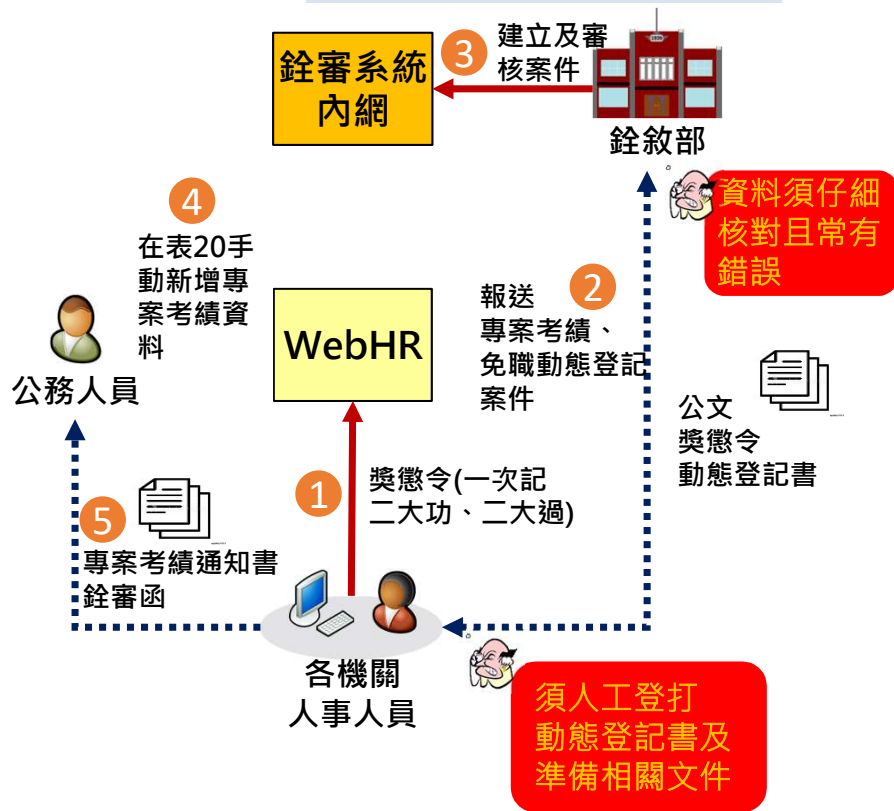 3
建立及審
核案件
銓審系統
內網
銓敘部
資料須仔細
核對且常有
錯誤
4
在表20手
動新增專
案考績資
料
公務人員
WebHR
2
報送
專案考績、
免職動態登記
案件
公文
獎懲令
動態登記書
1
獎懲令(一次記
二大功、二大過)
5
專案考績通知書
銓審函
各機關
人事人員
須人工登打
動態登記書及
準備相關文件